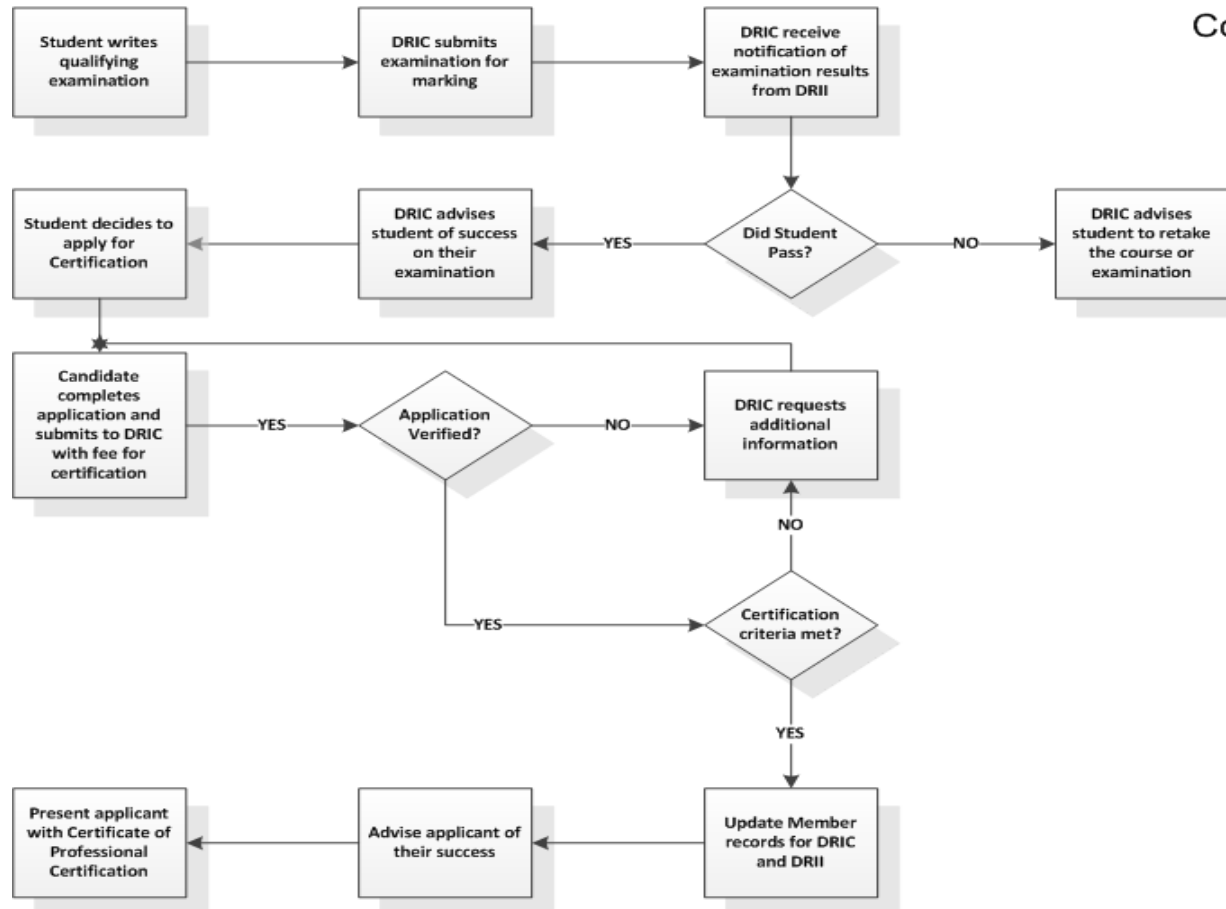 Co
Student writes
qualifying
examination
DRIC submits
examination for
marking
DRIC receive
notification of
examination results
from DRII
Student decides to
apply for
Certification
DRIC advises
student of success
on their
examination
YES
Did Student
Pass?
NO
DRIC advises
student to retake
the course or
examination
Candidate
completes
application and
submits to DRIC
with fee for
certification
YES
Application
Verified?
NO
DRIC requests
additional
information
NO
YES
Certification
criteria met?
YES
Present applicant
with Certificate of
Professional
Certification
Advise applicant of
their success
Update Member
records for DRIC
and DRII